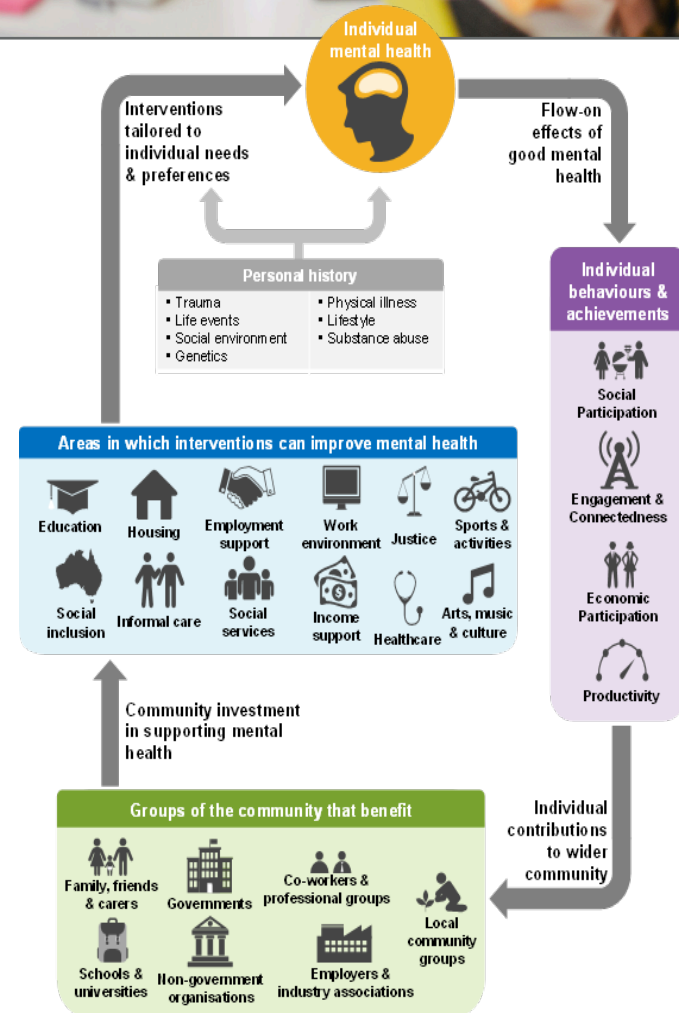 Individual
mental health
Interventions
tailored to
individual needs
& preferences
Flow-on
effects of
good mental
health
Personal history
▪ Trauma
▪ Life events
▪ Social environment
▪ Genetics
▪ Physical illness
▪ Lifestyle
▪ Substance abuse
Individual
behaviours &
achievements
Social
Participation
Engagement &
Connectedness
Economic
Participation
Productivity
Areas in which interventions can improve mental health
Education
Housing
Employment
support
Work
environment
Justice
Sports &
activities
Social
inclusion
Informal care
Social
services
Income
support
Healthcare
Arts, music
& culture
Community investment
in supporting mental
health
Individual
contributions
to wider
community
Groups of the community that benefit
Family, friends
& carers
Governments
Co-workers &
professional groups
Local
community
groups
Schools &
universities
Non-government
organisations
Employers &
industry associations